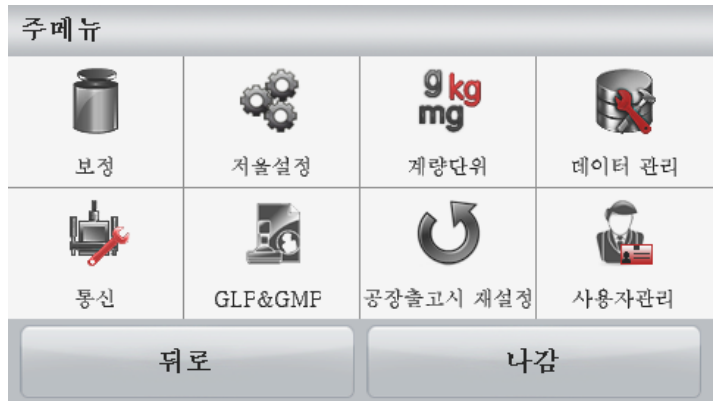 주메뉴
g kg
mg
보정 저울설정 계량단위 데이터 관리
통신 GLP&GMP 공장출고시 재설정 사용자관리
뒤로 나감